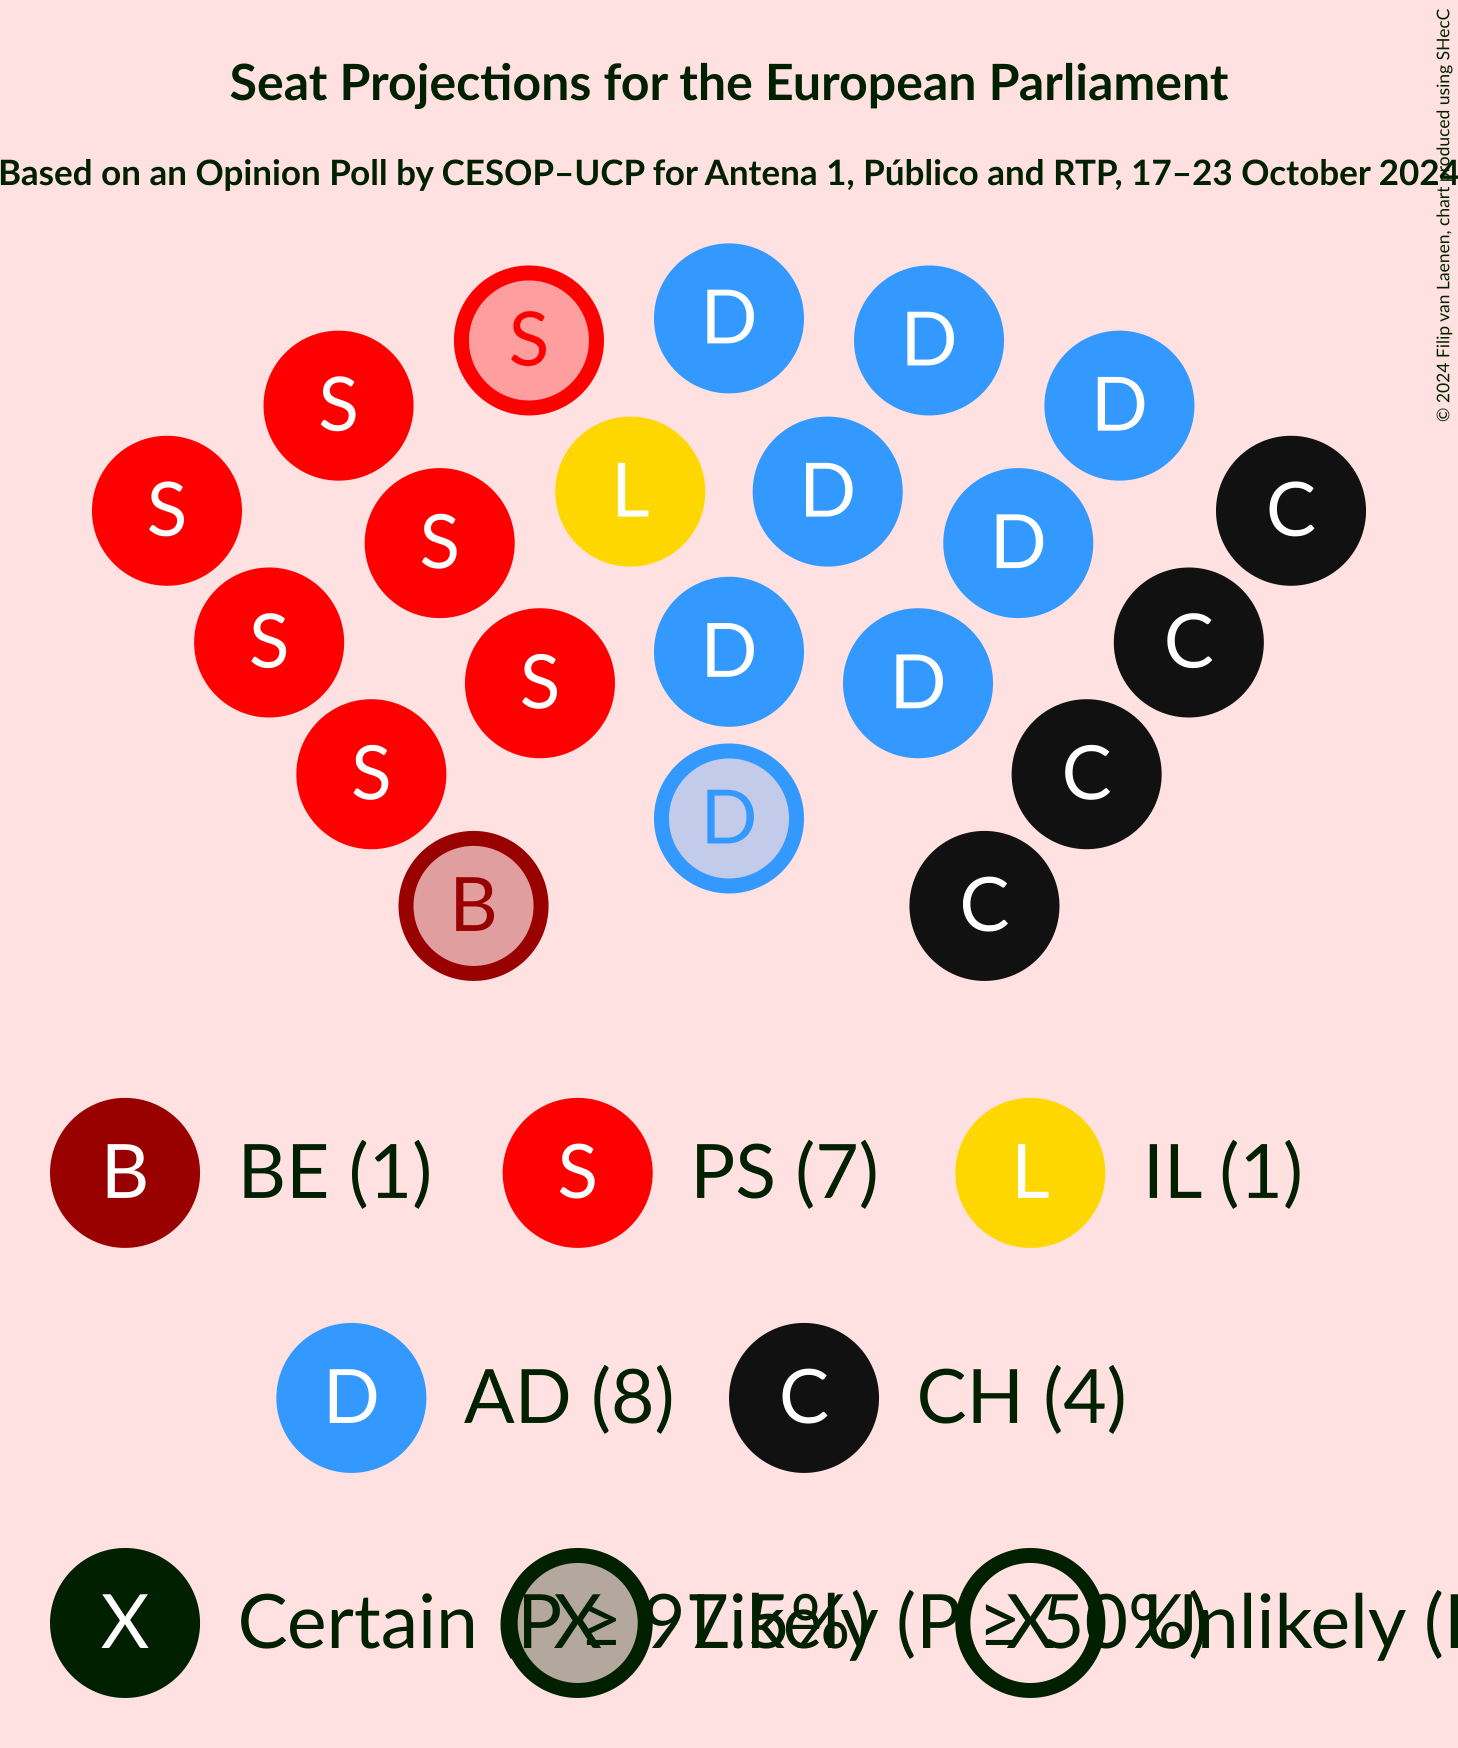 Seat Projections for the European Parliament
Based on an Opinion Poll by CESOP–UCP for Antena 1, Público and RTP, 17–23 October 2024
© 2024 Filip van Laenen, chart produced using SHecC
D
S D
S D
S L D C
S D
S D C
S D
S C
D
B C
B BE (1) S PS (7) L IL (1)
D AD (8) C CH (4)
X Certain (P ≥ 97.5%) X Likely (P ≥ 50%) X Unlikely (